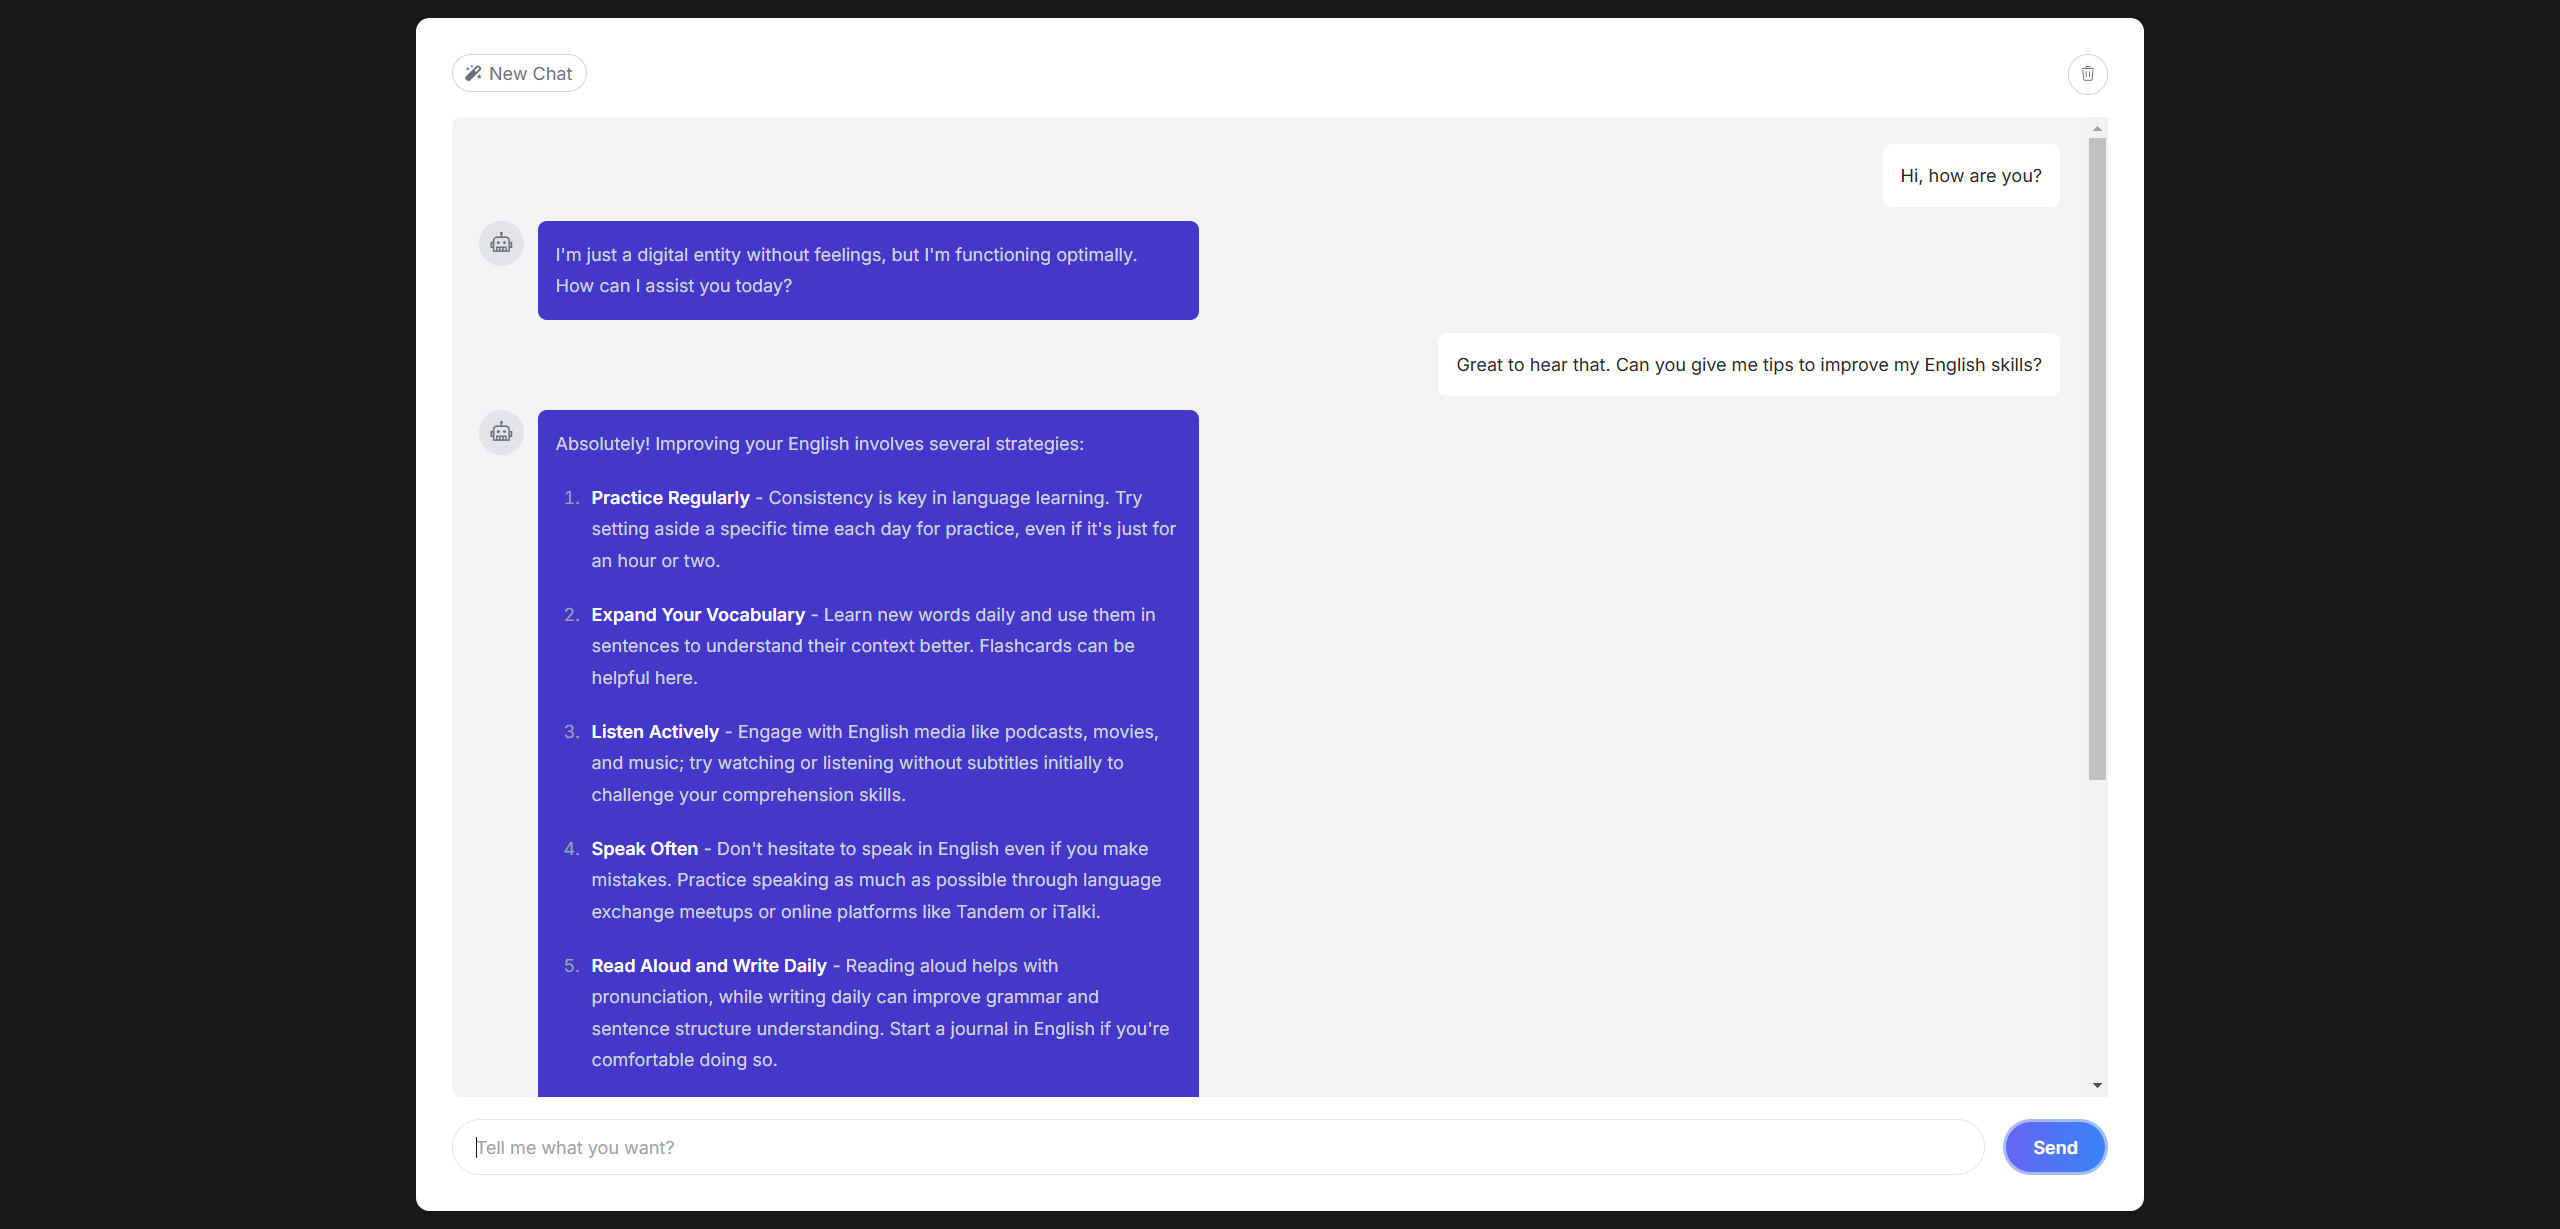 New Chat
Hi, how are you?
I'm just a digital entity without feelings, but I'm functioning optimally.
How can I assist you today?
Great to hear that. Can you give me tips to improve my English skills?
Absolutely! Improving your English involves several strategies:
1. Practice Regularly - Consistency is key in language learning. Try
setting aside a specific time each day for practice, even if it's just for
an hour or two.
2. Expand Your Vocabulary - Learn new words daily and use them in
sentences to understand their context better. Flashcards can be
helpful here.
3. Listen Actively - Engage with English media like podcasts, movies,
and music; try watching or listening without subtitles initially to
challenge your comprehension skills.
4. Speak Often - Don't hesitate to speak in English even if you make
mistakes. Practice speaking as much as possible through language
exchange meetups or online platforms like Tandem or iTalki.
5. Read Aloud and Write Daily - Reading aloud helps with
pronunciation, while writing daily can improve grammar and
sentence structure understanding. Start a journal in English if you're
comfortable doing so.
Tell me what you want?
Send